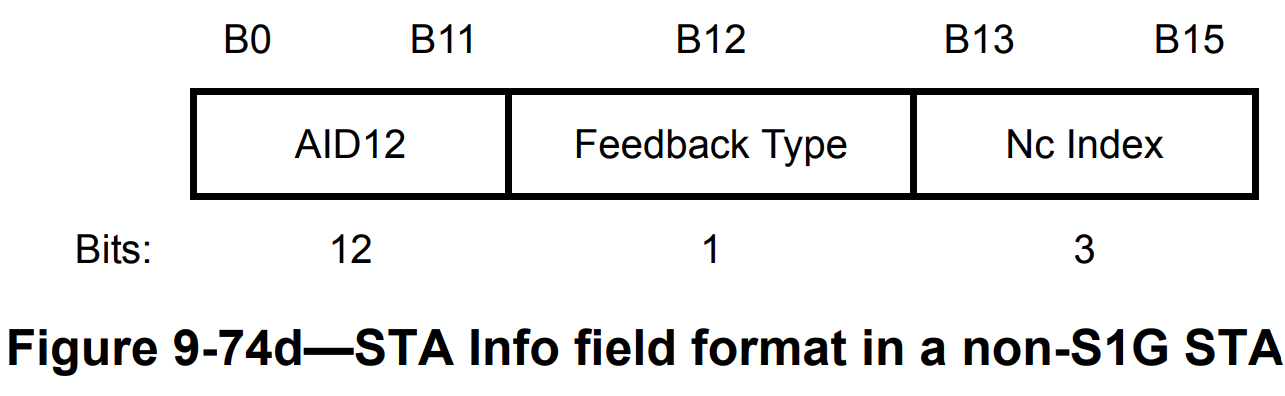 B0 B11 B12 B13 B15
AID12 Feedback Type Nc Index
Bits: 12 1 3
Figure 9-74d—STA Info field format in a non-S1G STA